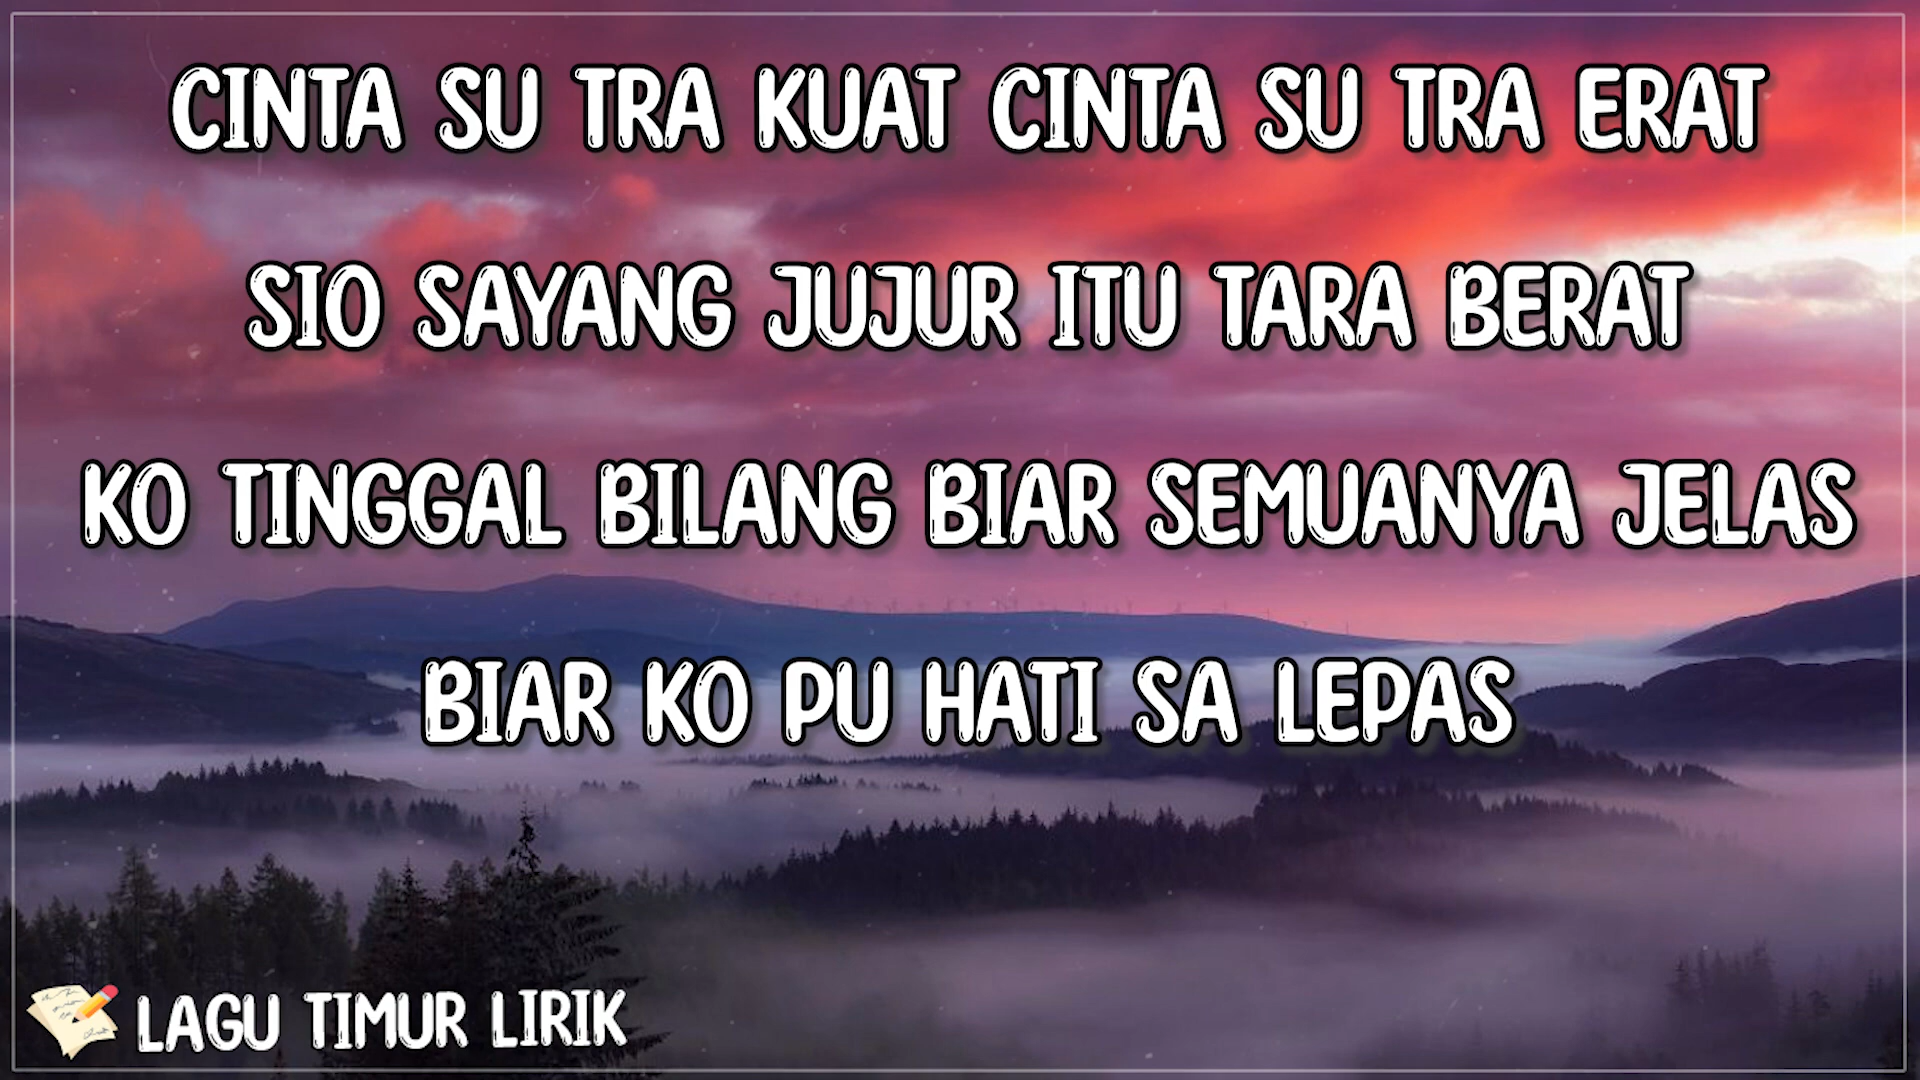 CINTA SU TRA KUAT CINTA SU TRA ERAT
SIO SAYANG JUJUR ITU TARA BERAT
KO TINGGAL BILANG BIAR SEMUANYA JELAS
BIAR KO PU HATI SA LEPAS
LAGU TIMUR LIRIK